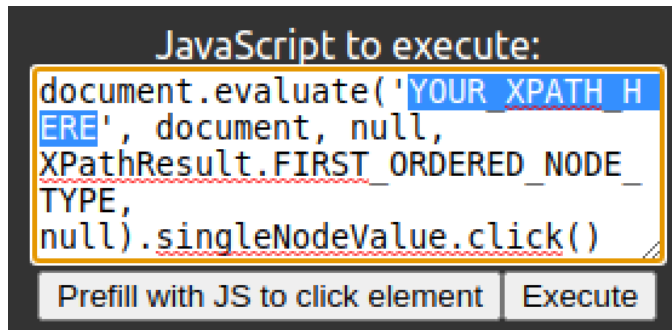 JavaScript to execute:
document.evaluate('YOUR_XPATH_H
ERE', document, null,
XPathResult.FIRST_ORDERED_NODE_
TYPE,
null).singleNodeValue.click()
Prefill with JS to click element Execute